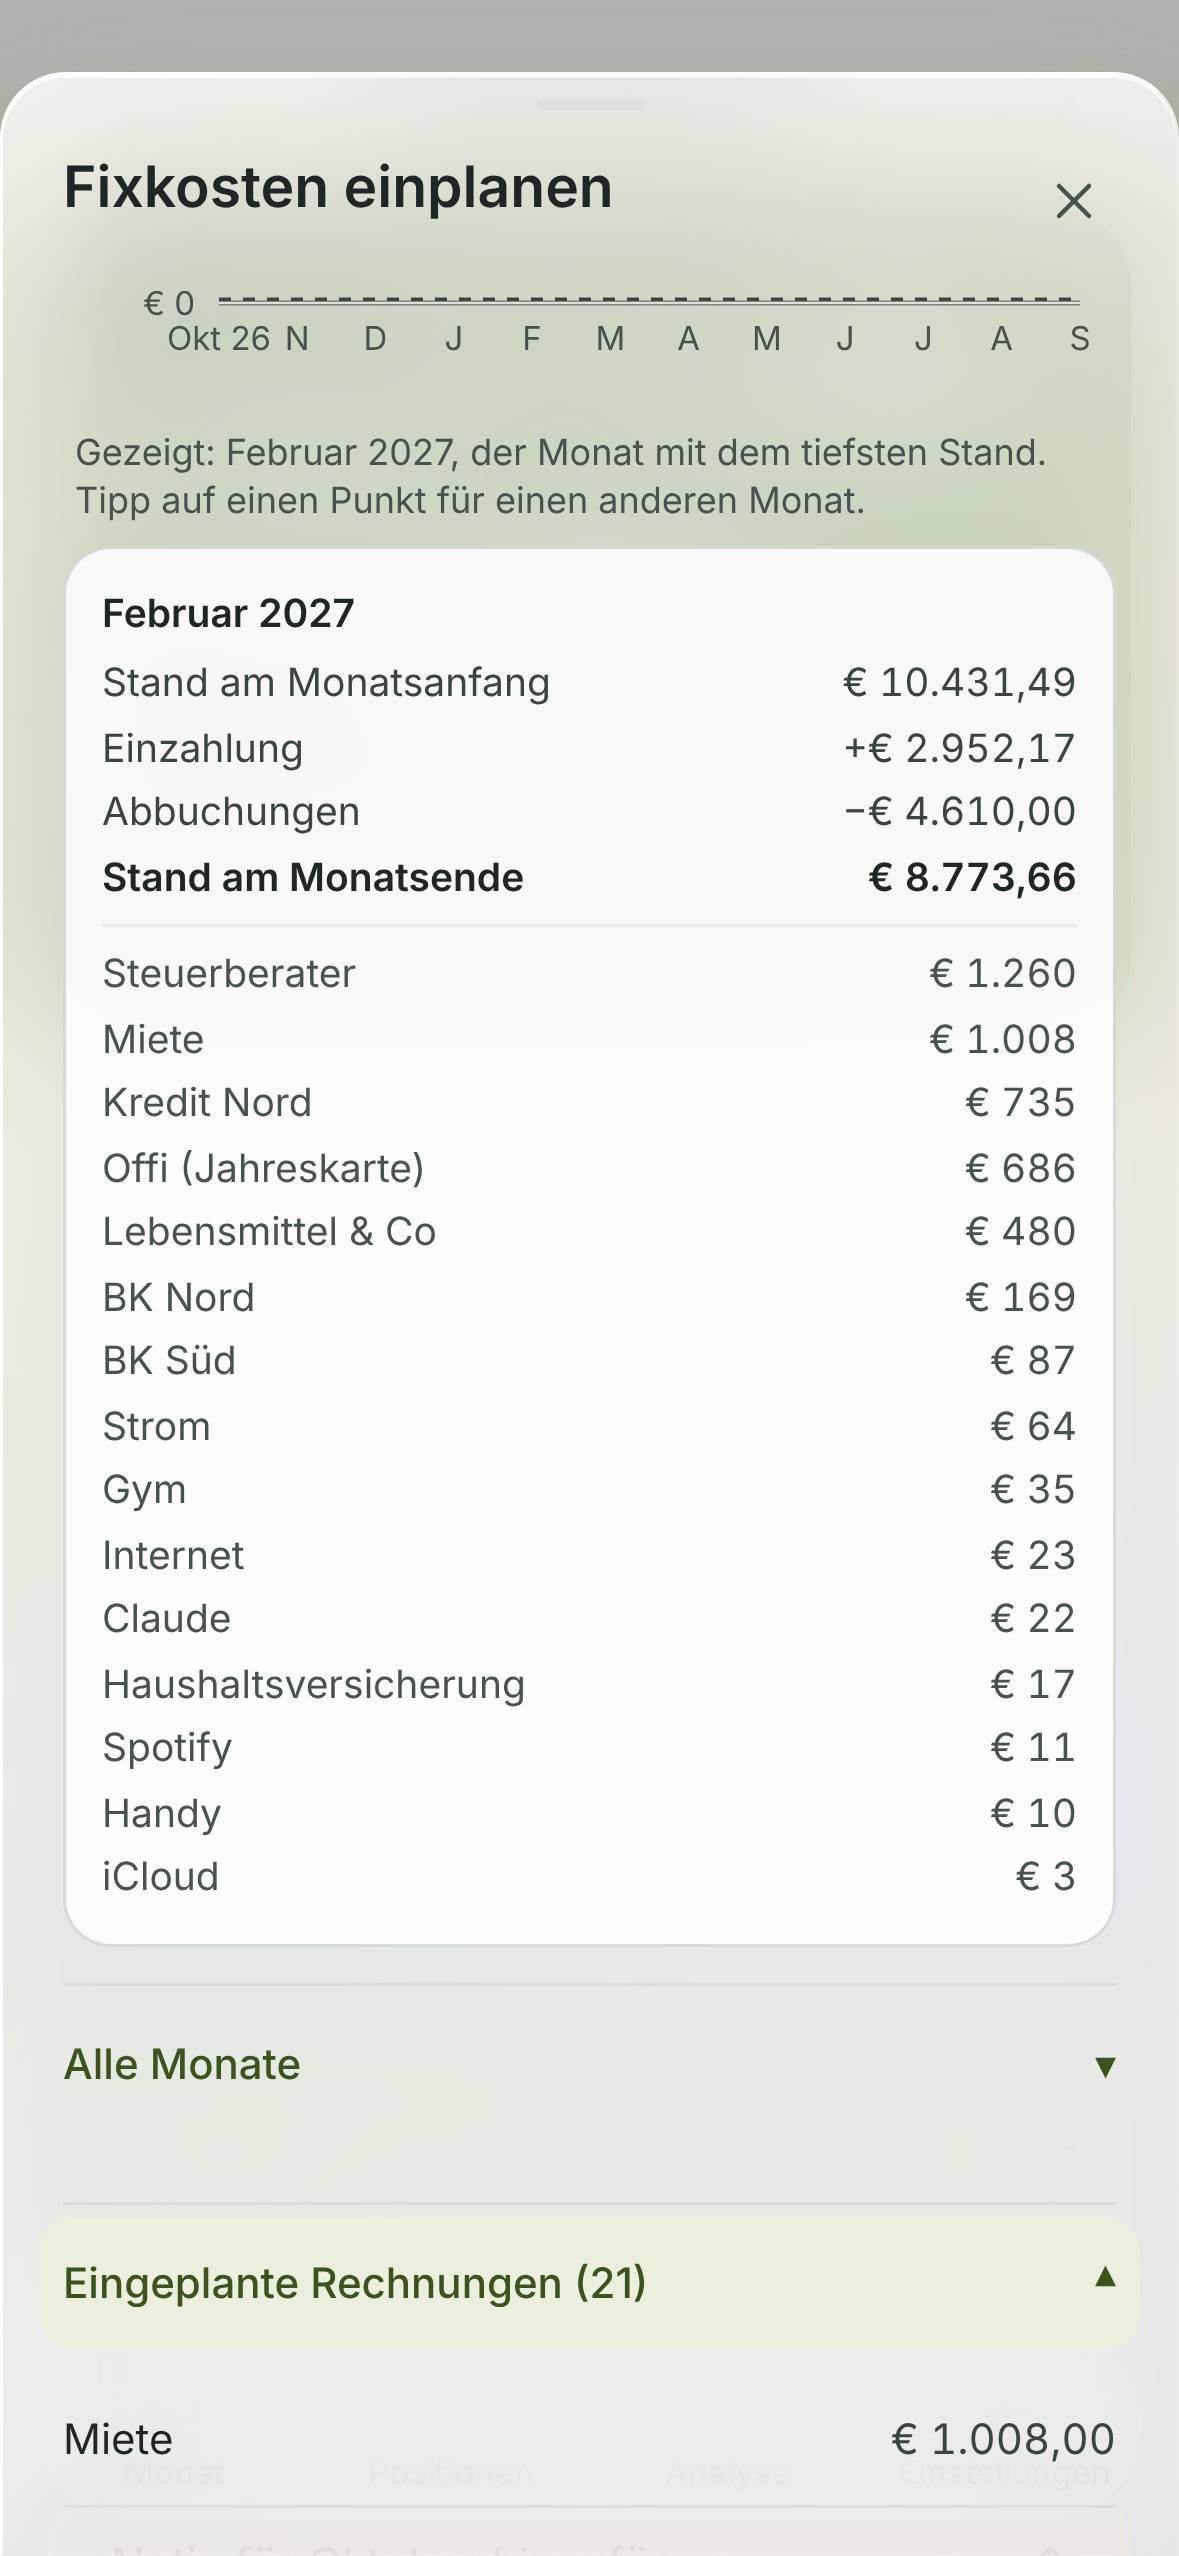 Fixkosten einplanen
€ 0
Okt 26 N D J F M A M J J A S
Gezeigt: Februar 2027, der Monat mit dem tiefsten Stand.
Tipp auf einen Punkt für einen anderen Monat.
Februar 2027
Stand am Monatsanfang € 10.431,49
Einzahlung +€ 2.952,17
Abbuchungen −€ 4.610,00
Stand am Monatsende € 8.773,66
Steuerberater € 1.260
Miete € 1.008
Kredit Nord € 735
Offi (Jahreskarte) € 686
Lebensmittel & Co € 480
BK Nord € 169
BK Süd € 87
Strom € 64
Gym € 35
Internet € 23
Claude € 22
Haushaltsversicherung € 17
Spotify € 11
Handy € 10
iCloud € 3
Alle Monate ▼
Eingeplante Rechnungen (21) ▲
Miete € 1.008,00
Monat Positionen Analyse Einstellungen